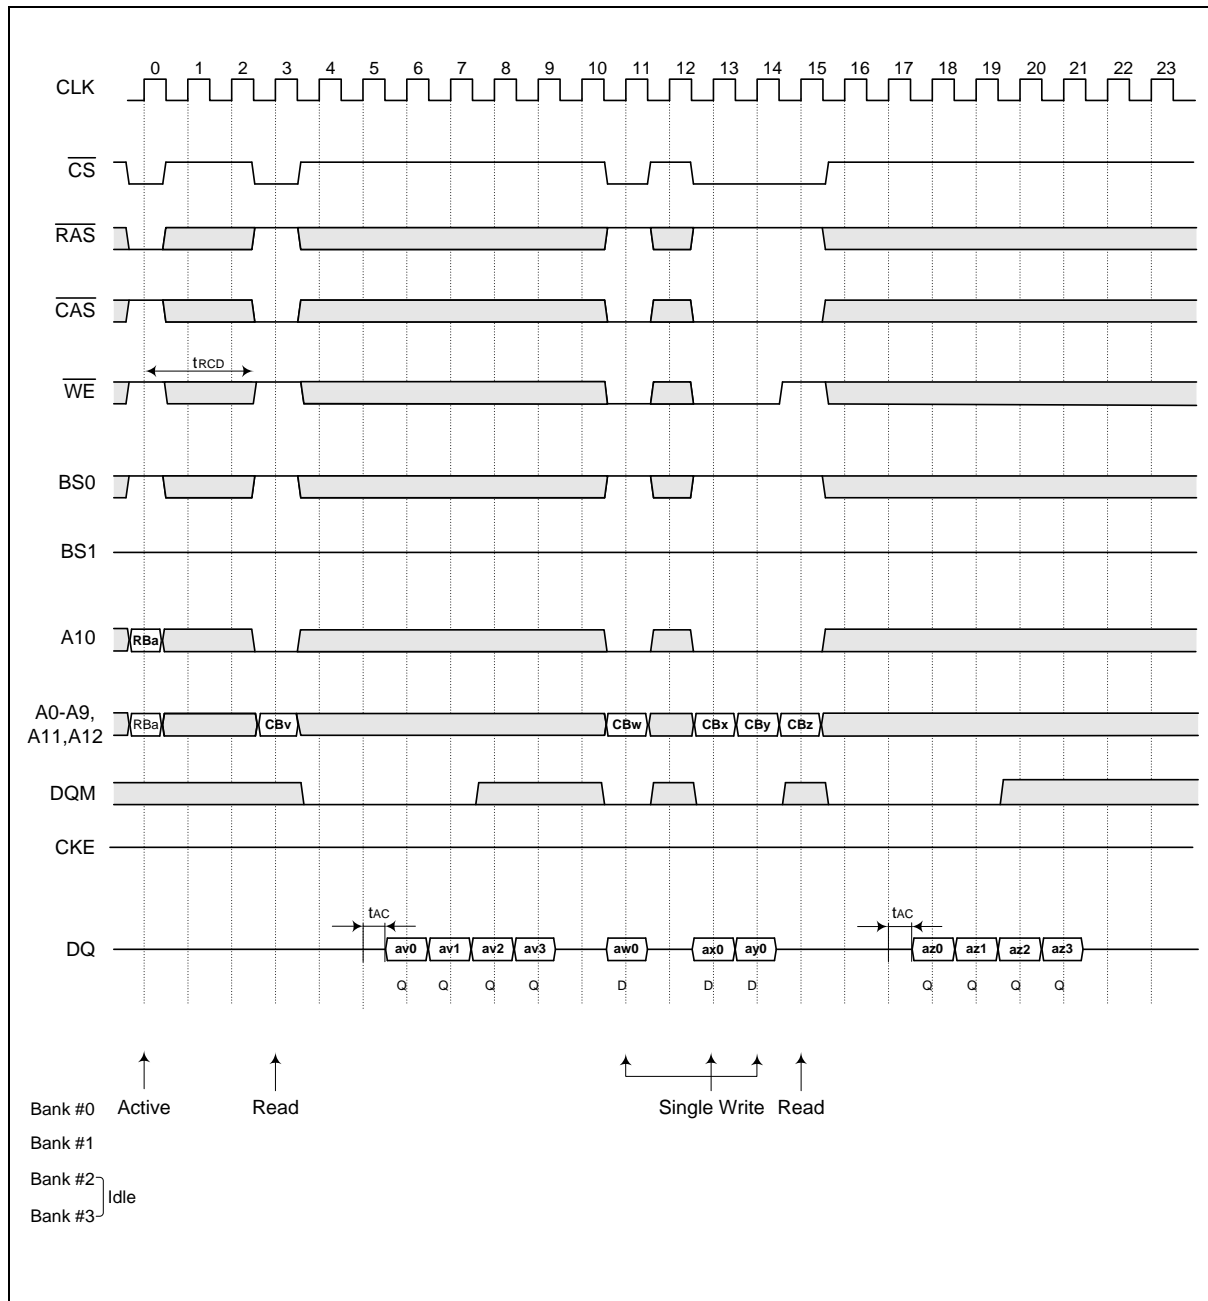 0 1 2 3 4 5 6 7 8 9 10 11 12 13 14 15 16 17 18 19 20 21 22 23
CLK
CS
RAS
CAS
tRCD
WE
BS0
BS1
A10 RBa
A0-A9,
A11,A12
RBa CBv CBw CBx CBy CBz
DQM
CKE
tAC tAC
DQ av0 av1 av2 av3 aw0 ax0 ay0 az0 az1 az2 az3
Q Q Q Q D D D Q Q Q Q
Bank #0 Active Read Single Write Read
Bank #1
Bank #2
Idle
Bank #3